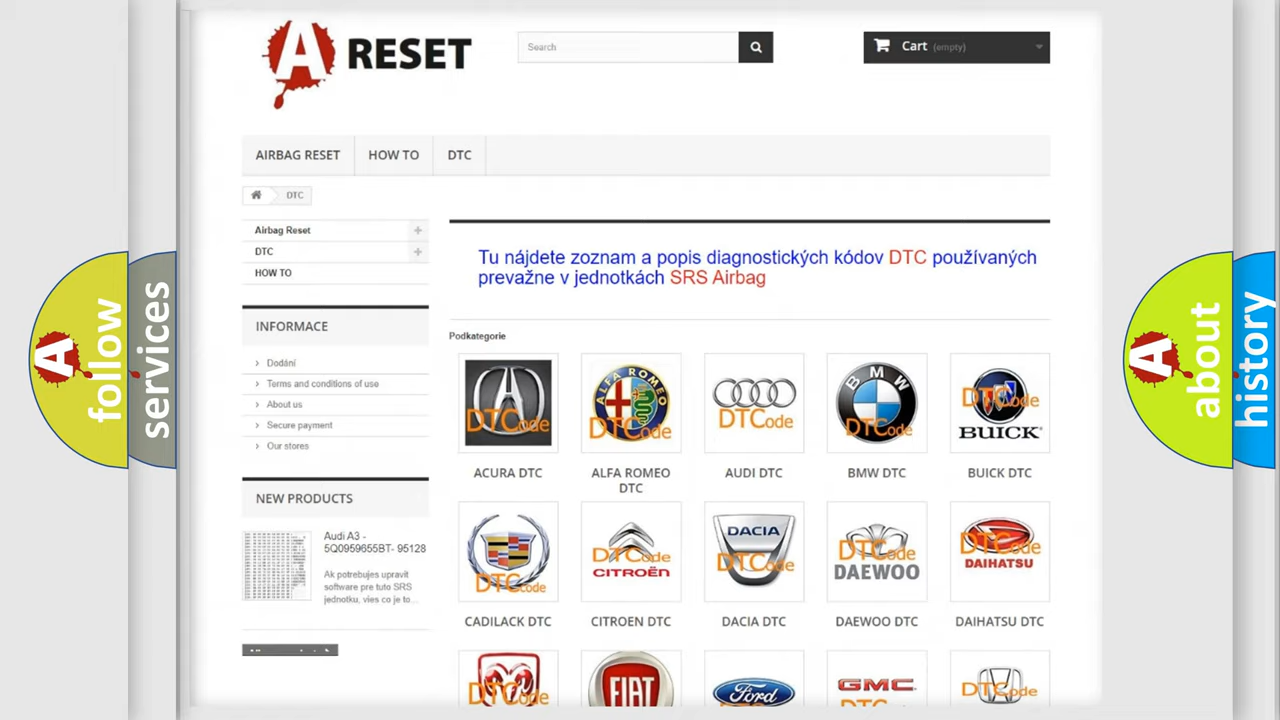 A RESET
Search
Cart (empty)
AIRBAG RESET
HOW TO
DTC
DTC
Airbag Reset
DTC
HOW TO
Tu nájdete zoznam a popis diagnostických kódov DTC používaných
prevažne v jednotkách SRS Airbag
INFORMACE
Dodání
Terms and conditions of use
About us
Secure payment
Our stores
Podkategorie
DTCode
ALFA ROMEO
DTCode
DTCode
BMW
DTCode
DTCode
BUICK
ACURA DTC
ALFA ROMEO
DTC
AUDI DTC
BMW DTC
BUICK DTC
NEW PRODUCTS
Audi A3 -
5Q0959655BT- 95128
Ak potrebujes upravit
software pre tuto SRS
jednotku, vies co je to...
DTCode
DTCode
CITROËN
DACIA
DTCode
DTCode
DAEWOO
DTCode
DAIHATSU
CADILACK DTC
CITROEN DTC
DACIA DTC
DAEWOO DTC
DAIHATSU DTC
DTCode
FIAT
Ford
DTCode
GMC
DTCode
A follow
services
A about
history